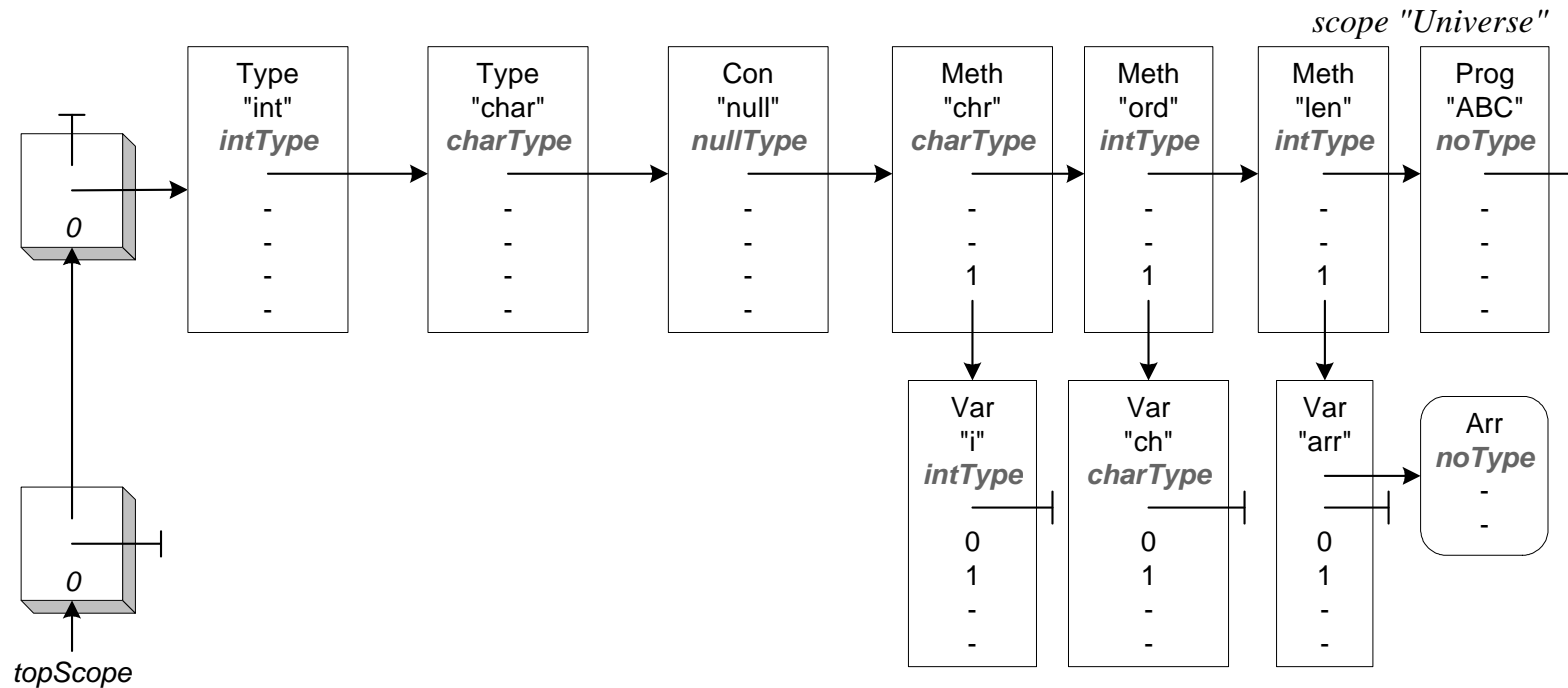 scope "Universe"
Type
"int"
intType
-
-
-
-
Type
"char"
charType
-
-
-
-
Con
"null"
nullType
-
-
-
-
Meth
"chr"
charType
-
-
1
Meth
"ord"
intType
-
-
1
Meth
"len"
intType
-
-
1
Prog
"ABC"
noType
-
-
-
-
0
Var
"i"
intType
0
1
-
-
Var
"ch"
charType
0
1
-
-
Var
"arr"
0
1
-
-
Arr
noType
-
-
0
topScope